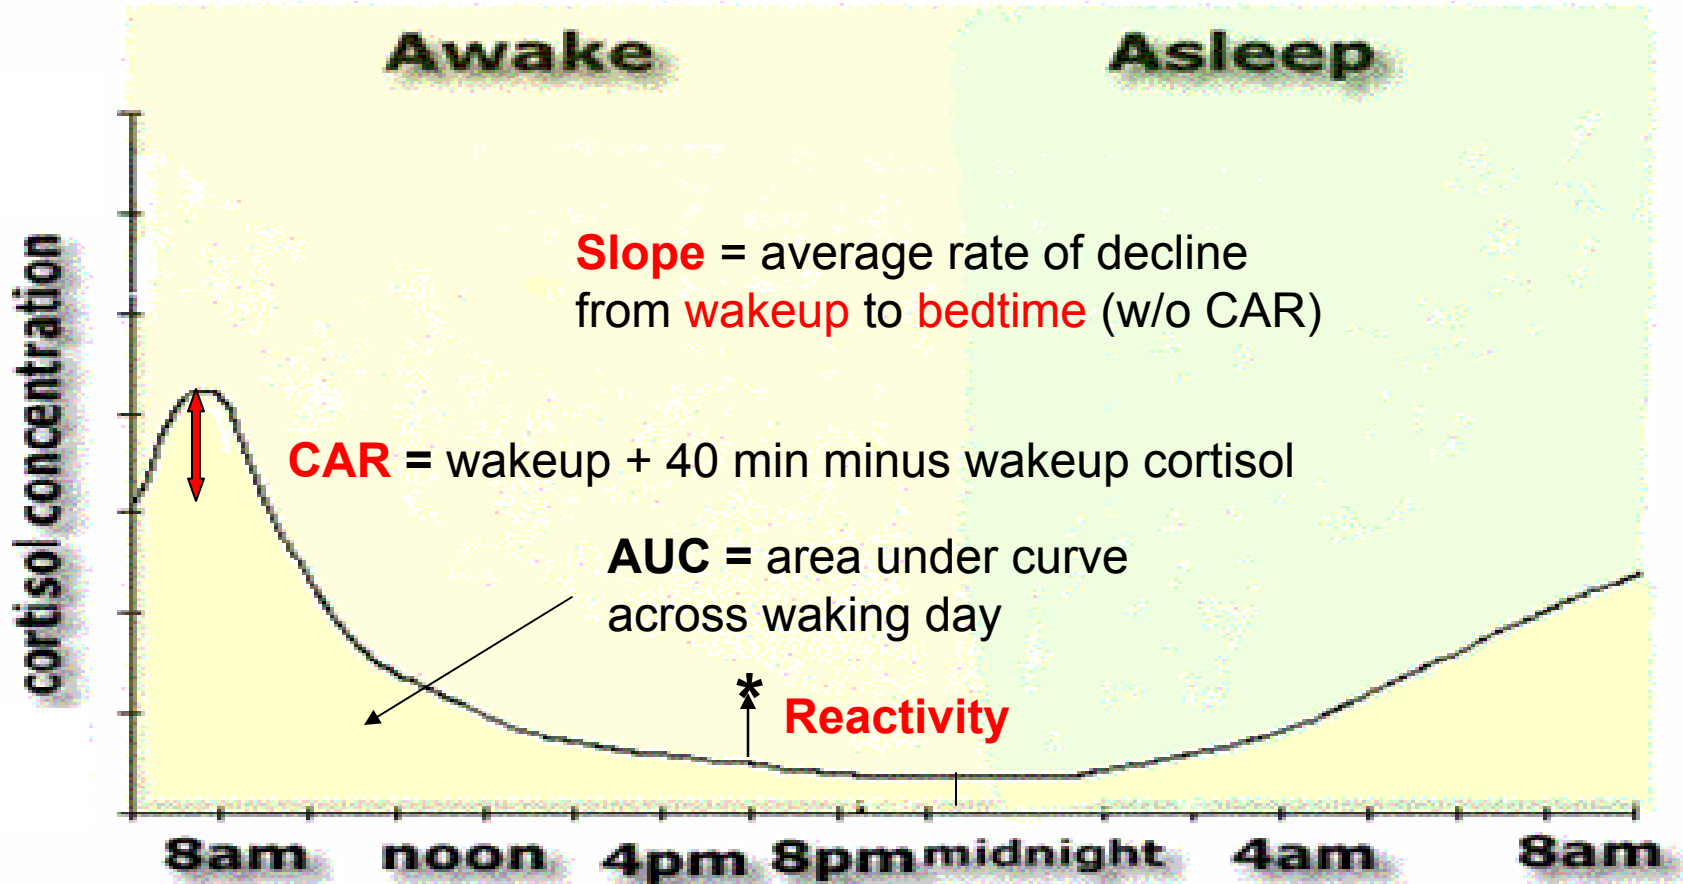 Awake
Asleep
cortisol concentration
Slope = average rate of decline
from wakeup to bedtime (w/o CAR)
CAR = wakeup + 40 min minus wakeup cortisol
AUC = area under curve
across waking day
*
Reactivity
8am noon 4pm 8pm midnight 4am 8am